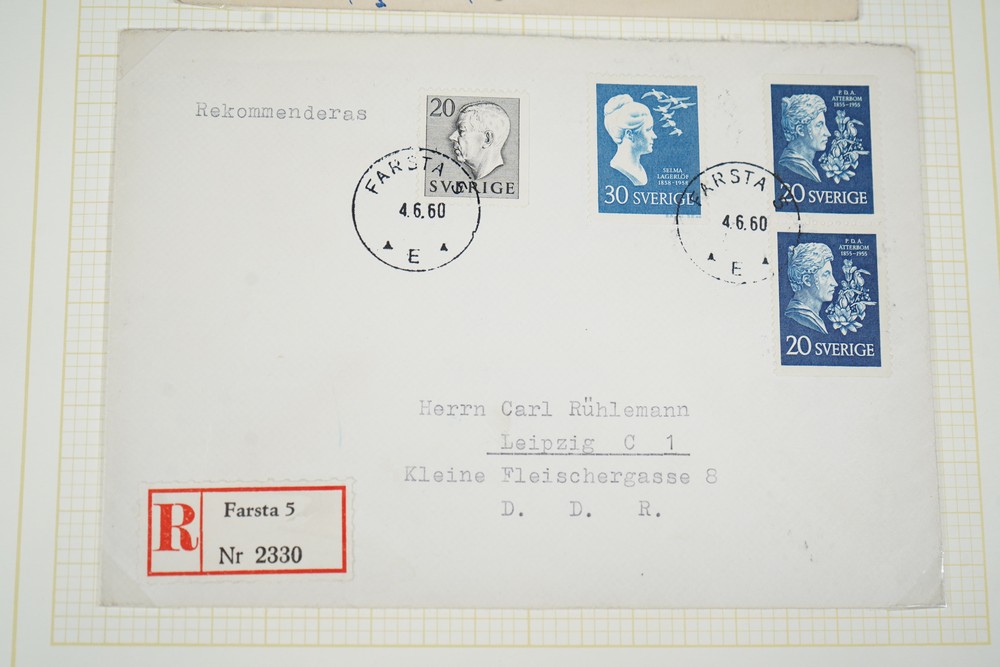 Rekommenderas
20
SVERIGE
FARSTA 5
4.6.60
E
SELMA
LAGERLÖF
1858-1958
30 SVERIGE
FARSTA 5
4.6.60
E
P.D.A.
ATTERBOM
1855-1955
20 SVERIGE
P.D.A.
ATTERBOM
1855-1955
20 SVERIGE
Herrn Carl Rühlemann
Leipzig C 1
Kleine Fleischergasse 8
D. D. R.
R
Farsta 5
Nr 2330